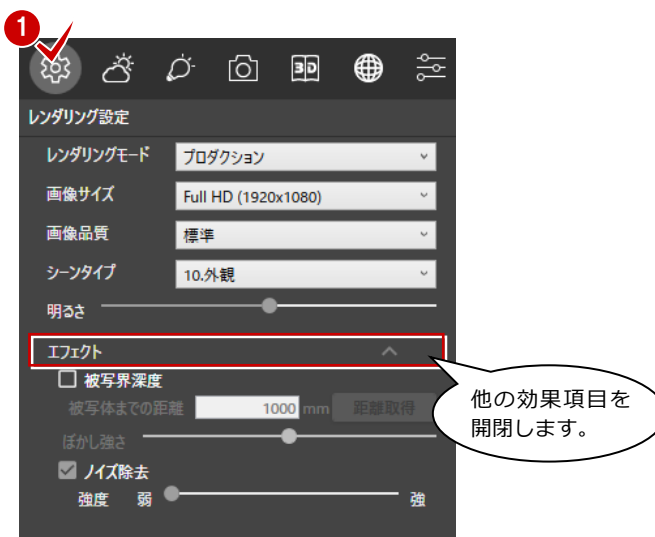 1
3D
レンダリング設定
レンダリングモード プロダクション
画像サイズ Full HD (1920x1080)
画像品質 標準
シーンタイプ 10.外観
明るさ
エフェクト
被写界深度
被写体までの距離 1000 mm 距離取得
ぼかし強さ
ノイズ除去
強度 弱 強
他の効果項目を
開閉します。